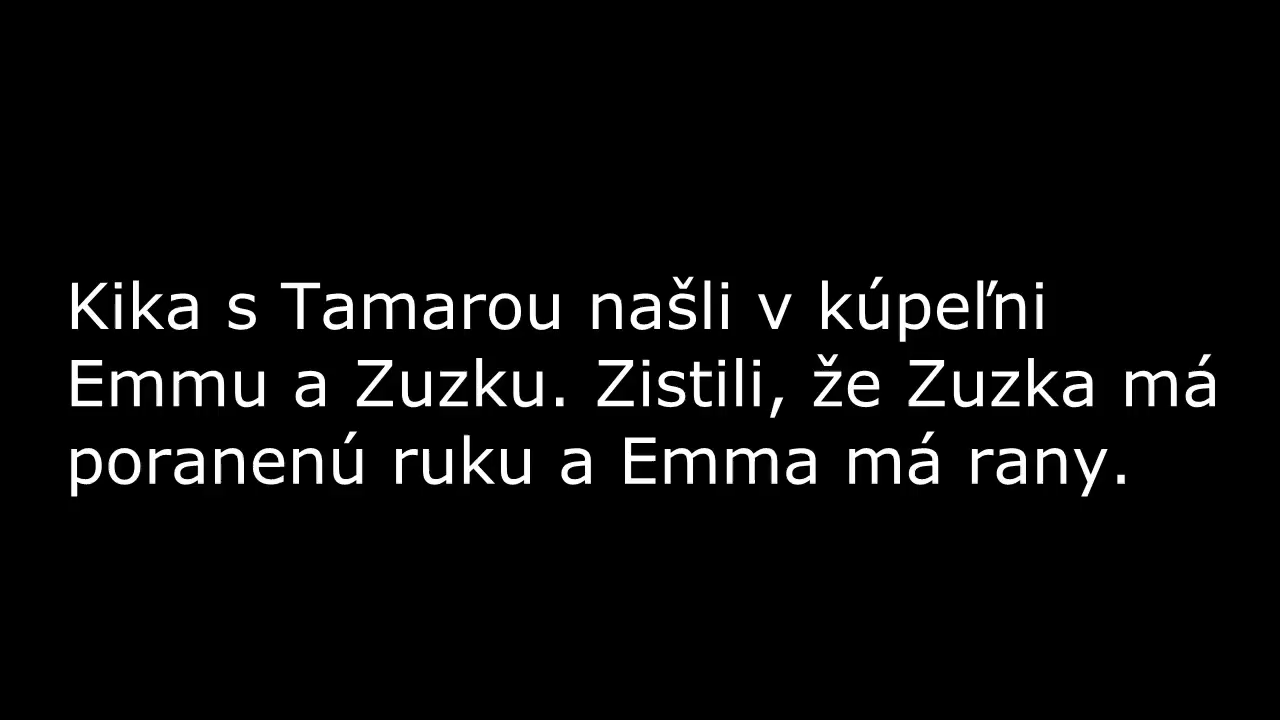 Kika s Tamarou našli v kúpeľni
Emmu a Zuzku. Zistili, že Zuzka má
poranenú ruku a Emma má rany.